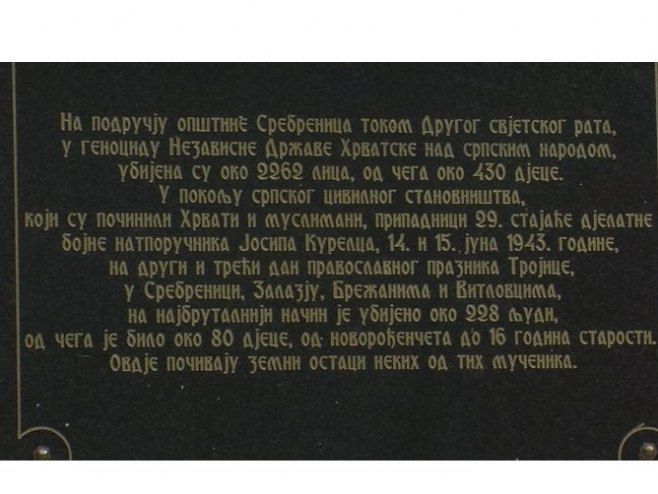 На подручју општине Сребреница током Другог свјетског рата,
у геноциду Независне Државе Хрватске над српским народом,
убијена су око 2262 лица, од чега око 430 дјеце.
У покољу српског цивилног становништва,
који су починили Хрвати и муслимани, припадници 29. стајаће дјелатне
бојне натпоручника Јосипа Курелца, 14. и 15. јуна 1943. године,
на други и трећи дан православног празника Тројице,
у Сребреници, Залазју, Брежанима и Витловцима,
на најбруталнији начин је убијено око 228 људи,
од чега је било око 80 дјеце, од новорођенчета до 16 година старости.
Овдје почивају земни остаци неких од тих мученика.